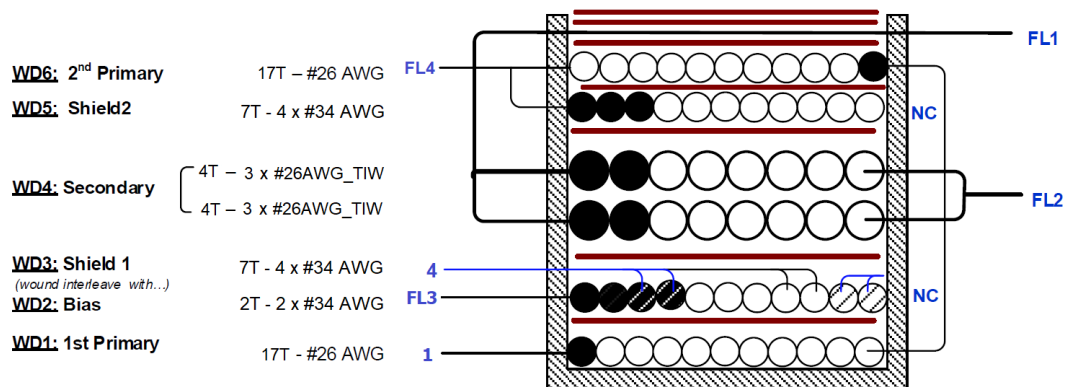 FL1
WD6: 2nd Primary 17T – #26 AWG FL4
WD5: Shield2 7T - 4 x #34 AWG NC
4T – 3 x #26AWG_TIW
WD4: Secondary FL2
4T – 3 x #26AWG_TIW
WD3: Shield 1 7T - 4 x #34 AWG 4
(wound interleave with...)
WD2: Bias 2T - 2 x #34 AWG FL3 NC
WD1: 1st Primary 17T - #26 AWG 1